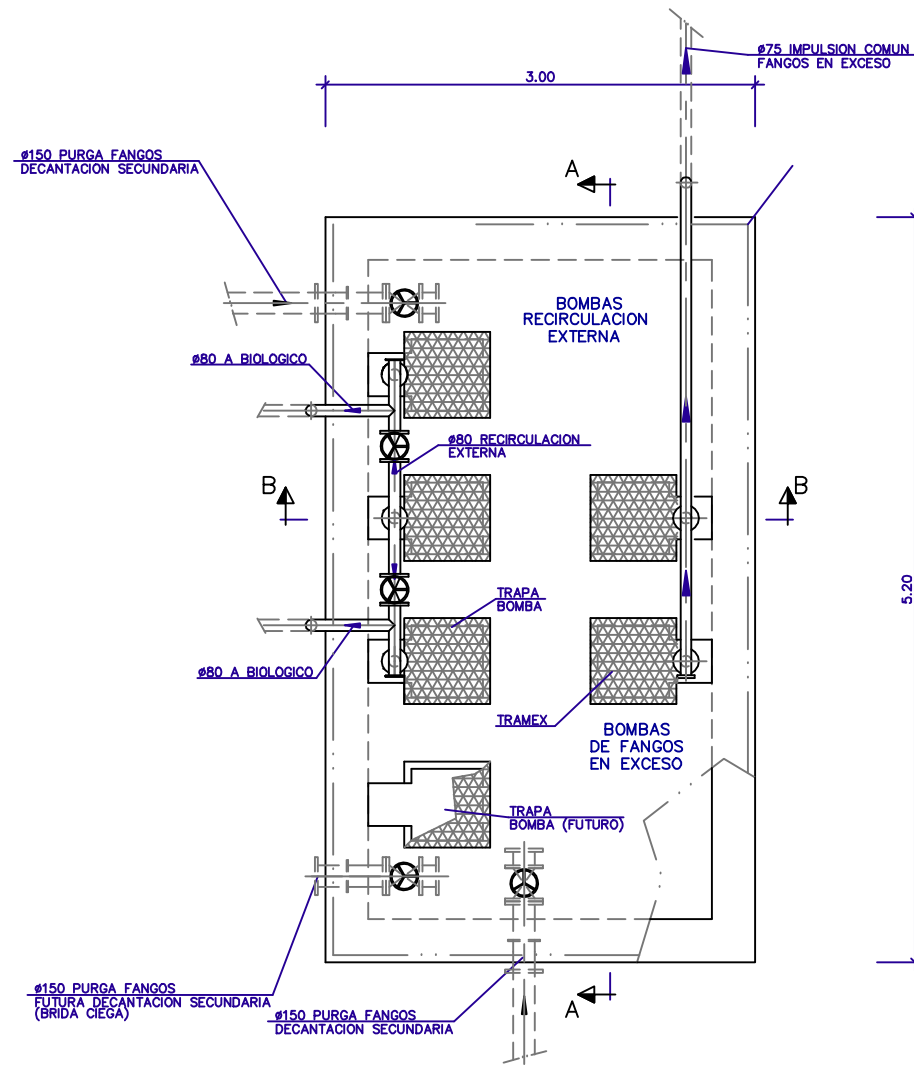 ø75 IMPULSION COMUN
FANGOS EN EXCESO
3.00
ø150 PURGA FANGOS
DECANTACION SECUNDARIA
A
BOMBAS
RECIRCULACION
EXTERNA
ø80 A BIOLOGICO
ø80 RECIRCULACION
EXTERNA
B
B
5.20
TRAPA
BOMBA
ø80 A BIOLOGICO
TRAMEX
BOMBAS
DE FANGOS
EN EXCESO
TRAPA
BOMBA (FUTURO)
ø150 PURGA FANGOS
FUTURA DECANTACION SECUNDARIA
(BRIDA CIEGA)
ø150 PURGA FANGOS
DECANTACION SECUNDARIA
A